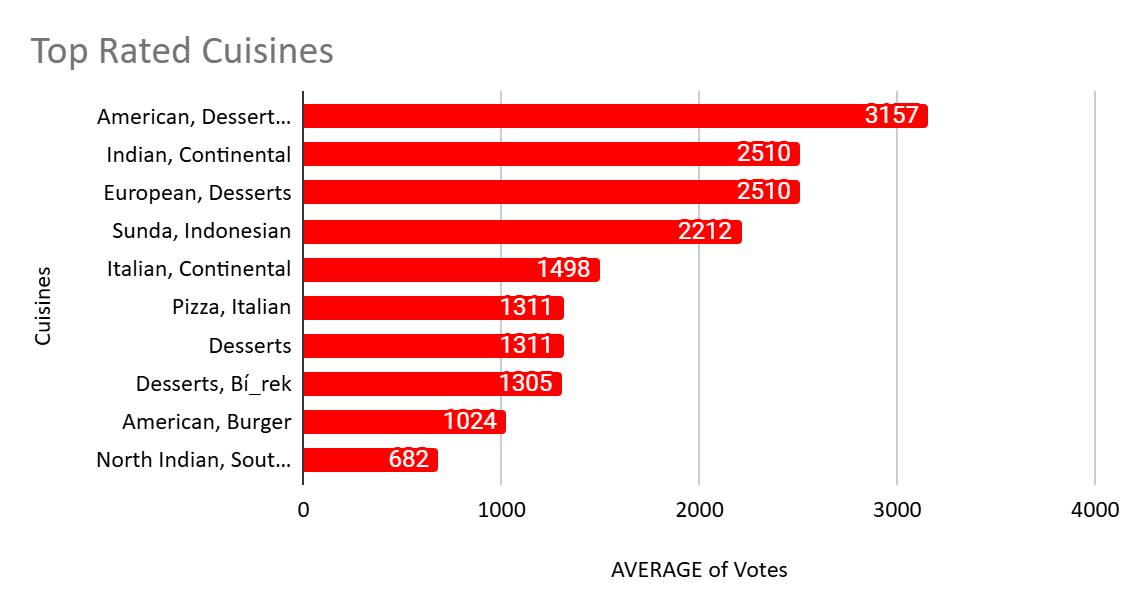 Top Rated Cuisines
Cuisines
American, Dessert... 3157
Indian, Continental 2510
European, Desserts 2510
Sunda, Indonesian 2212
Italian, Continental 1498
Pizza, Italian 1311
Desserts 1311
Desserts, Bí_rek 1305
American, Burger 1024
North Indian, Sout... 682
0 1000 2000 3000 4000
AVERAGE of Votes